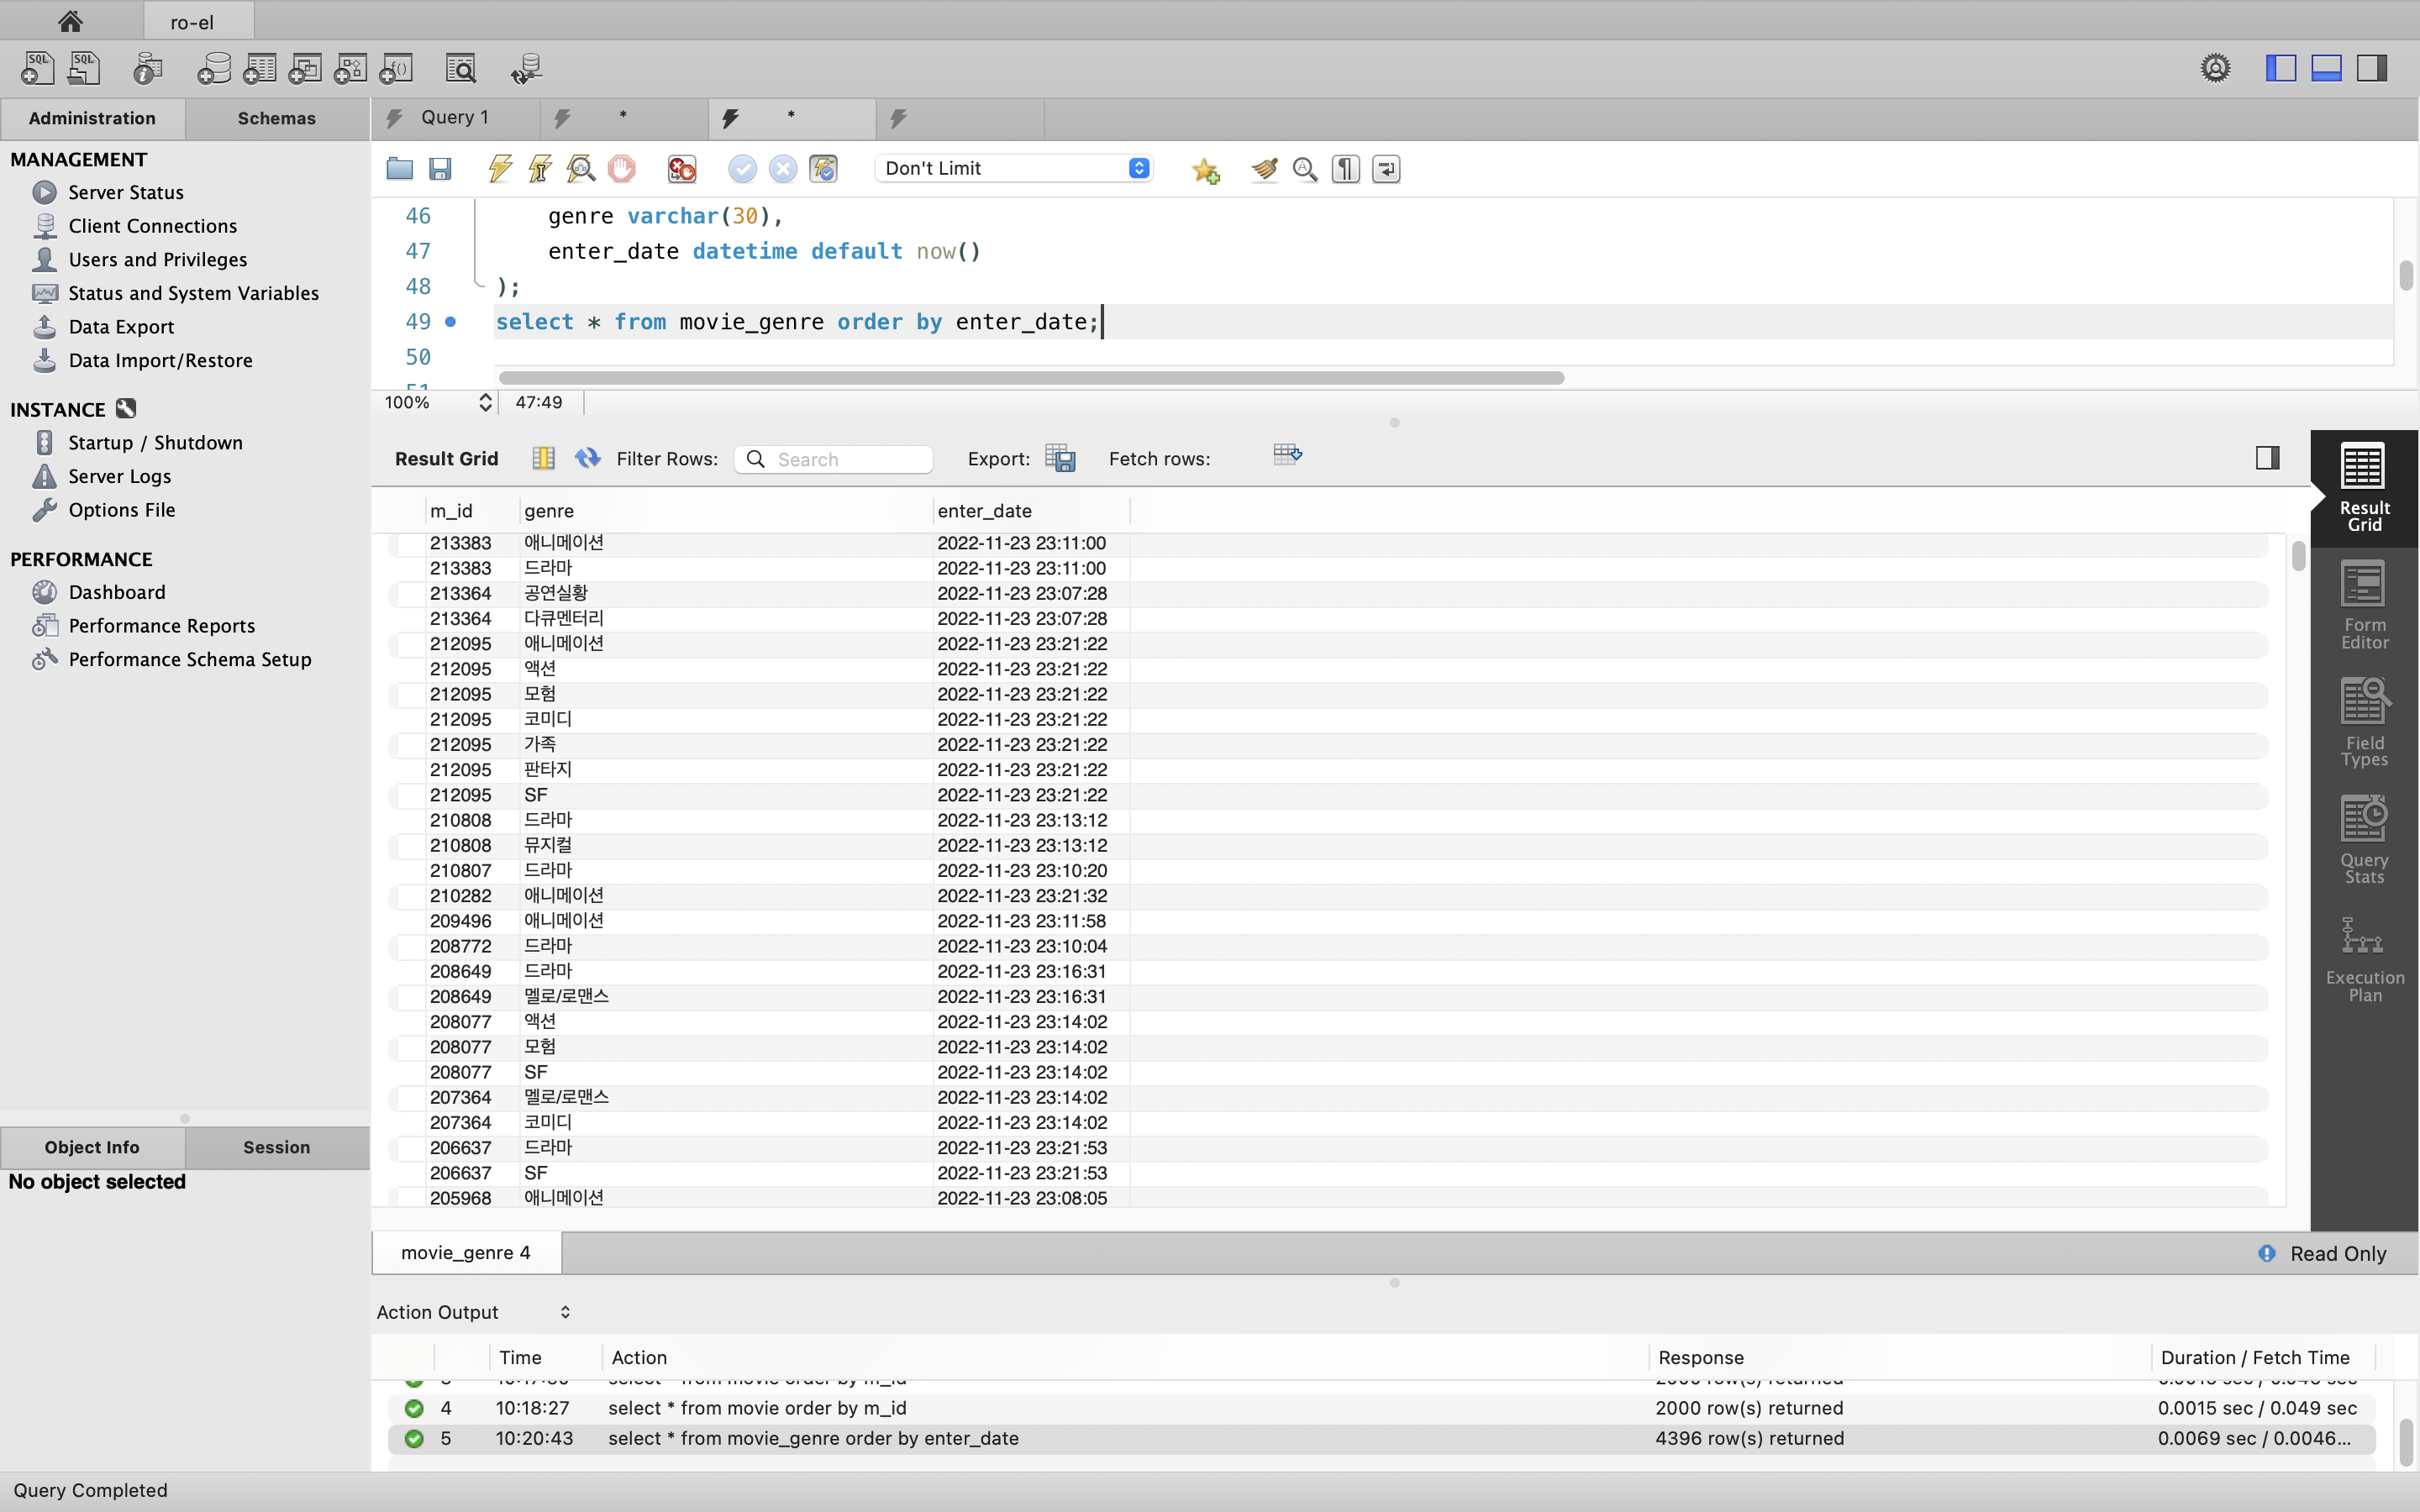 ro-el
SQL SQL
Administration Schemas
Query 1 * *
MANAGEMENT
Server Status
Client Connections
Users and Privileges
Status and System Variables
Data Export
Data Import/Restore
INSTANCE
Startup / Shutdown
Server Logs
Options File
PERFORMANCE
Dashboard
Performance Reports
Performance Schema Setup
Object Info Session
No object selected
Don't Limit
46 genre varchar(30),
47 enter_date datetime default now()
48 );
49 select * from movie_genre order by enter_date;
50
51
100% 47:49
Result Grid Filter Rows: Search Export: Fetch rows:
m_id genre enter_date
213383 애니메이션 2022-11-23 23:11:00
213383 드라마 2022-11-23 23:11:00
213364 공연실황 2022-11-23 23:07:28
213364 다큐멘터리 2022-11-23 23:07:28
212095 애니메이션 2022-11-23 23:21:22
212095 액션 2022-11-23 23:21:22
212095 모험 2022-11-23 23:21:22
212095 코미디 2022-11-23 23:21:22
212095 가족 2022-11-23 23:21:22
212095 판타지 2022-11-23 23:21:22
212095 SF 2022-11-23 23:21:22
210808 드라마 2022-11-23 23:13:12
210808 뮤지컬 2022-11-23 23:13:12
210807 드라마 2022-11-23 23:10:20
210282 애니메이션 2022-11-23 23:21:32
209496 애니메이션 2022-11-23 23:11:58
208772 드라마 2022-11-23 23:10:04
208649 드라마 2022-11-23 23:16:31
208649 멜로/로맨스 2022-11-23 23:16:31
208077 액션 2022-11-23 23:14:02
208077 모험 2022-11-23 23:14:02
208077 SF 2022-11-23 23:14:02
207364 멜로/로맨스 2022-11-23 23:14:02
207364 코미디 2022-11-23 23:14:02
206637 드라마 2022-11-23 23:21:53
206637 SF 2022-11-23 23:21:53
205968 애니메이션 2022-11-23 23:08:05
Result
Grid
Form
Editor
Field
Types
Query
Stats
Execution
Plan
movie_genre 4 Read Only
Action Output
Time Action Response Duration / Fetch Time
4 10:18:27 select * from movie order by m_id 2000 row(s) returned 0.0015 sec / 0.049 sec
5 10:20:43 select * from movie_genre order by enter_date 4396 row(s) returned 0.0069 sec / 0.0046...
Query Completed